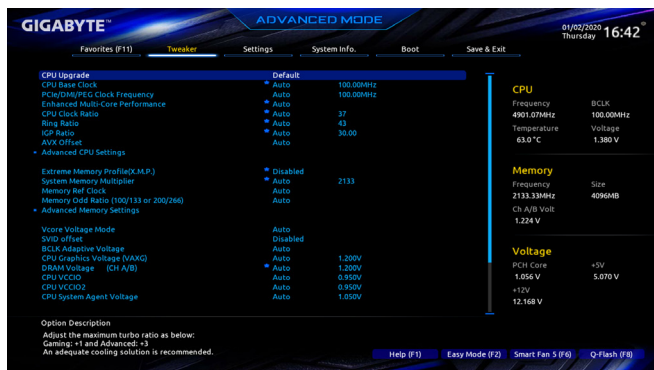 GIGABYTE™
ADVANCED MODE
01/02/2020
Thursday
16:42
Favorites (F11) Tweaker Settings System Info. Boot Save & Exit
CPU Upgrade Default
CPU Base Clock * Auto 100.00MHz
PCIe/DMI/PEG Clock Frequency * Auto 100.00MHz
Enhanced Multi-Core Performance * Auto
CPU Clock Ratio * Auto 37
Ring Ratio * Auto 43
IGP Ratio * Auto 30.00
AVX Offset Auto
Advanced CPU Settings
Extreme Memory Profile(X.M.P.) * Disabled
System Memory Multiplier * Auto 2133
Memory Ref Clock Auto
Memory Odd Ratio (100/133 or 200/266) Auto
Advanced Memory Settings
Vcore Voltage Mode Auto
SVID offset Disabled
BCLK Adaptive Voltage Auto
CPU Graphics Voltage (VAXG) Auto 1.200V
DRAM Voltage (CH A/B) * Auto 1.200V
CPU VCCIO Auto 0.950V
CPU VCCIO2 Auto 0.950V
CPU System Agent Voltage Auto 1.050V
CPU
Frequency BCLK
4901.07MHz 100.00MHz
Temperature Voltage
63.0 °C 1.380 V
Memory
Frequency Size
2133.33MHz 4096MB
Ch A/B Volt
1.224 V
Voltage
PCH Core +5V
1.056 V 5.070 V
+12V
12.168 V
Option Description
Adjust the maximum turbo ratio as below:
Gaming: +1 and Advanced: +3
An adequate cooling solution is recommended.
Help (F1) Easy Mode (F2) Smart Fan 5 (F6) Q-Flash (F8)